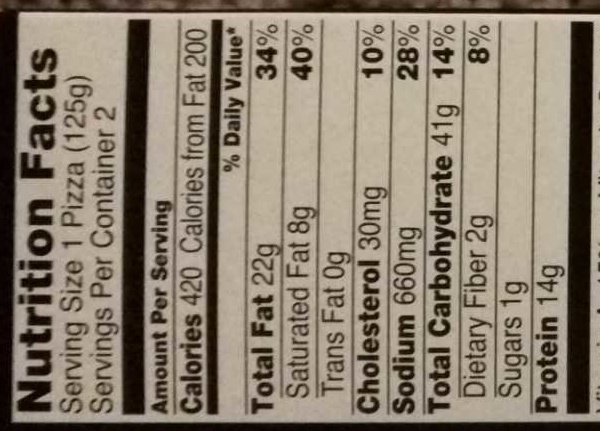 Nutrition Facts
Serving Size 1 Pizza (125g)
Servings Per Container 2
Amount Per Serving
Calories 420 Calories from Fat 200
% Daily Value*
Total Fat 22g 34%
Saturated Fat 8g 40%
Trans Fat 0g
Cholesterol 30mg 10%
Sodium 660mg 28%
Total Carbohydrate 41g 14%
Dietary Fiber 2g 8%
Sugars 1g
Protein 14g